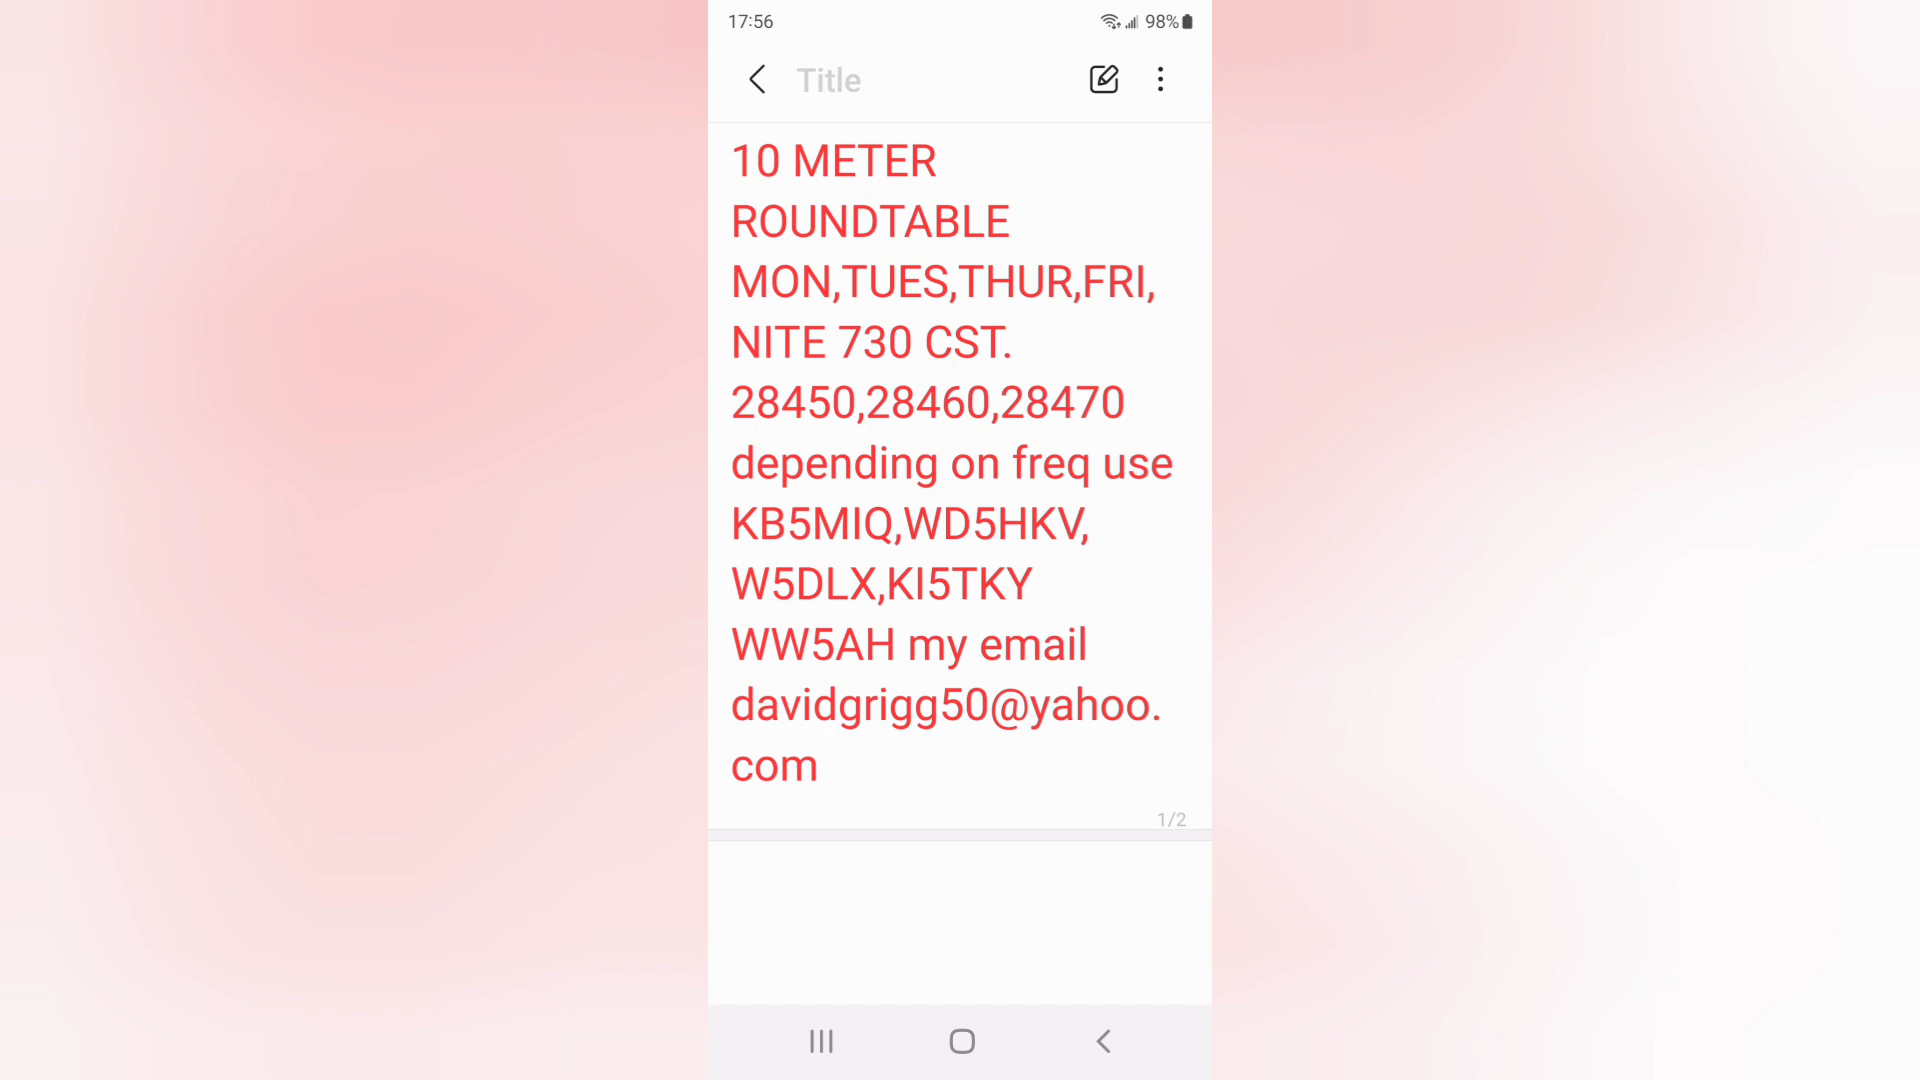 17:56
98%
Title
10 METER
ROUNDTABLE
MON,TUES,THUR,FRI,
NITE 730 CST.
28450,28460,28470
depending on freq use
KB5MIQ,WD5HKV,
W5DLX,KI5TKY
WW5AH my email
davidgrigg50@yahoo.
com
1/2